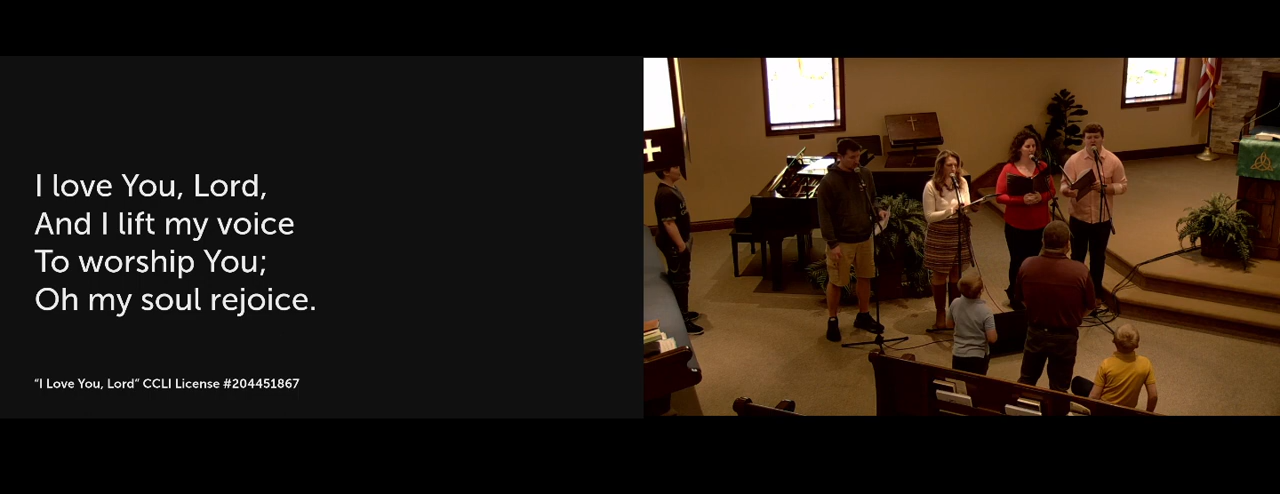 I love You, Lord,
And I lift my voice
To worship You;
Oh my soul rejoice.
"I Love You, Lord" CCLI License #204451867